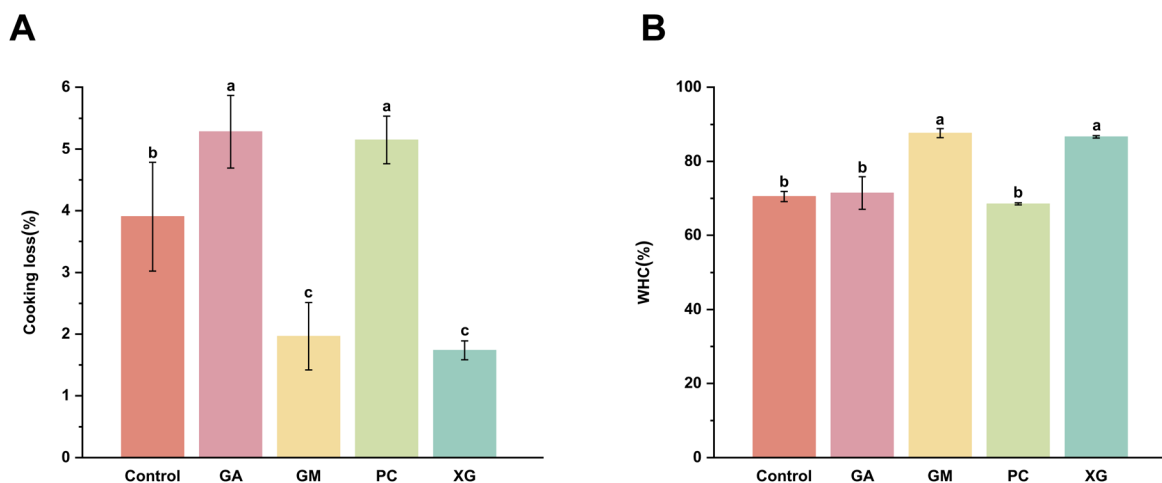 A
Cooking loss(%)
6
5
4
3
2
1
0
b
a
c
a
c
Control GA GM PC XG
B
WHC(%)
100
80
60
40
20
0
b
b
a
b
a
Control GA GM PC XG